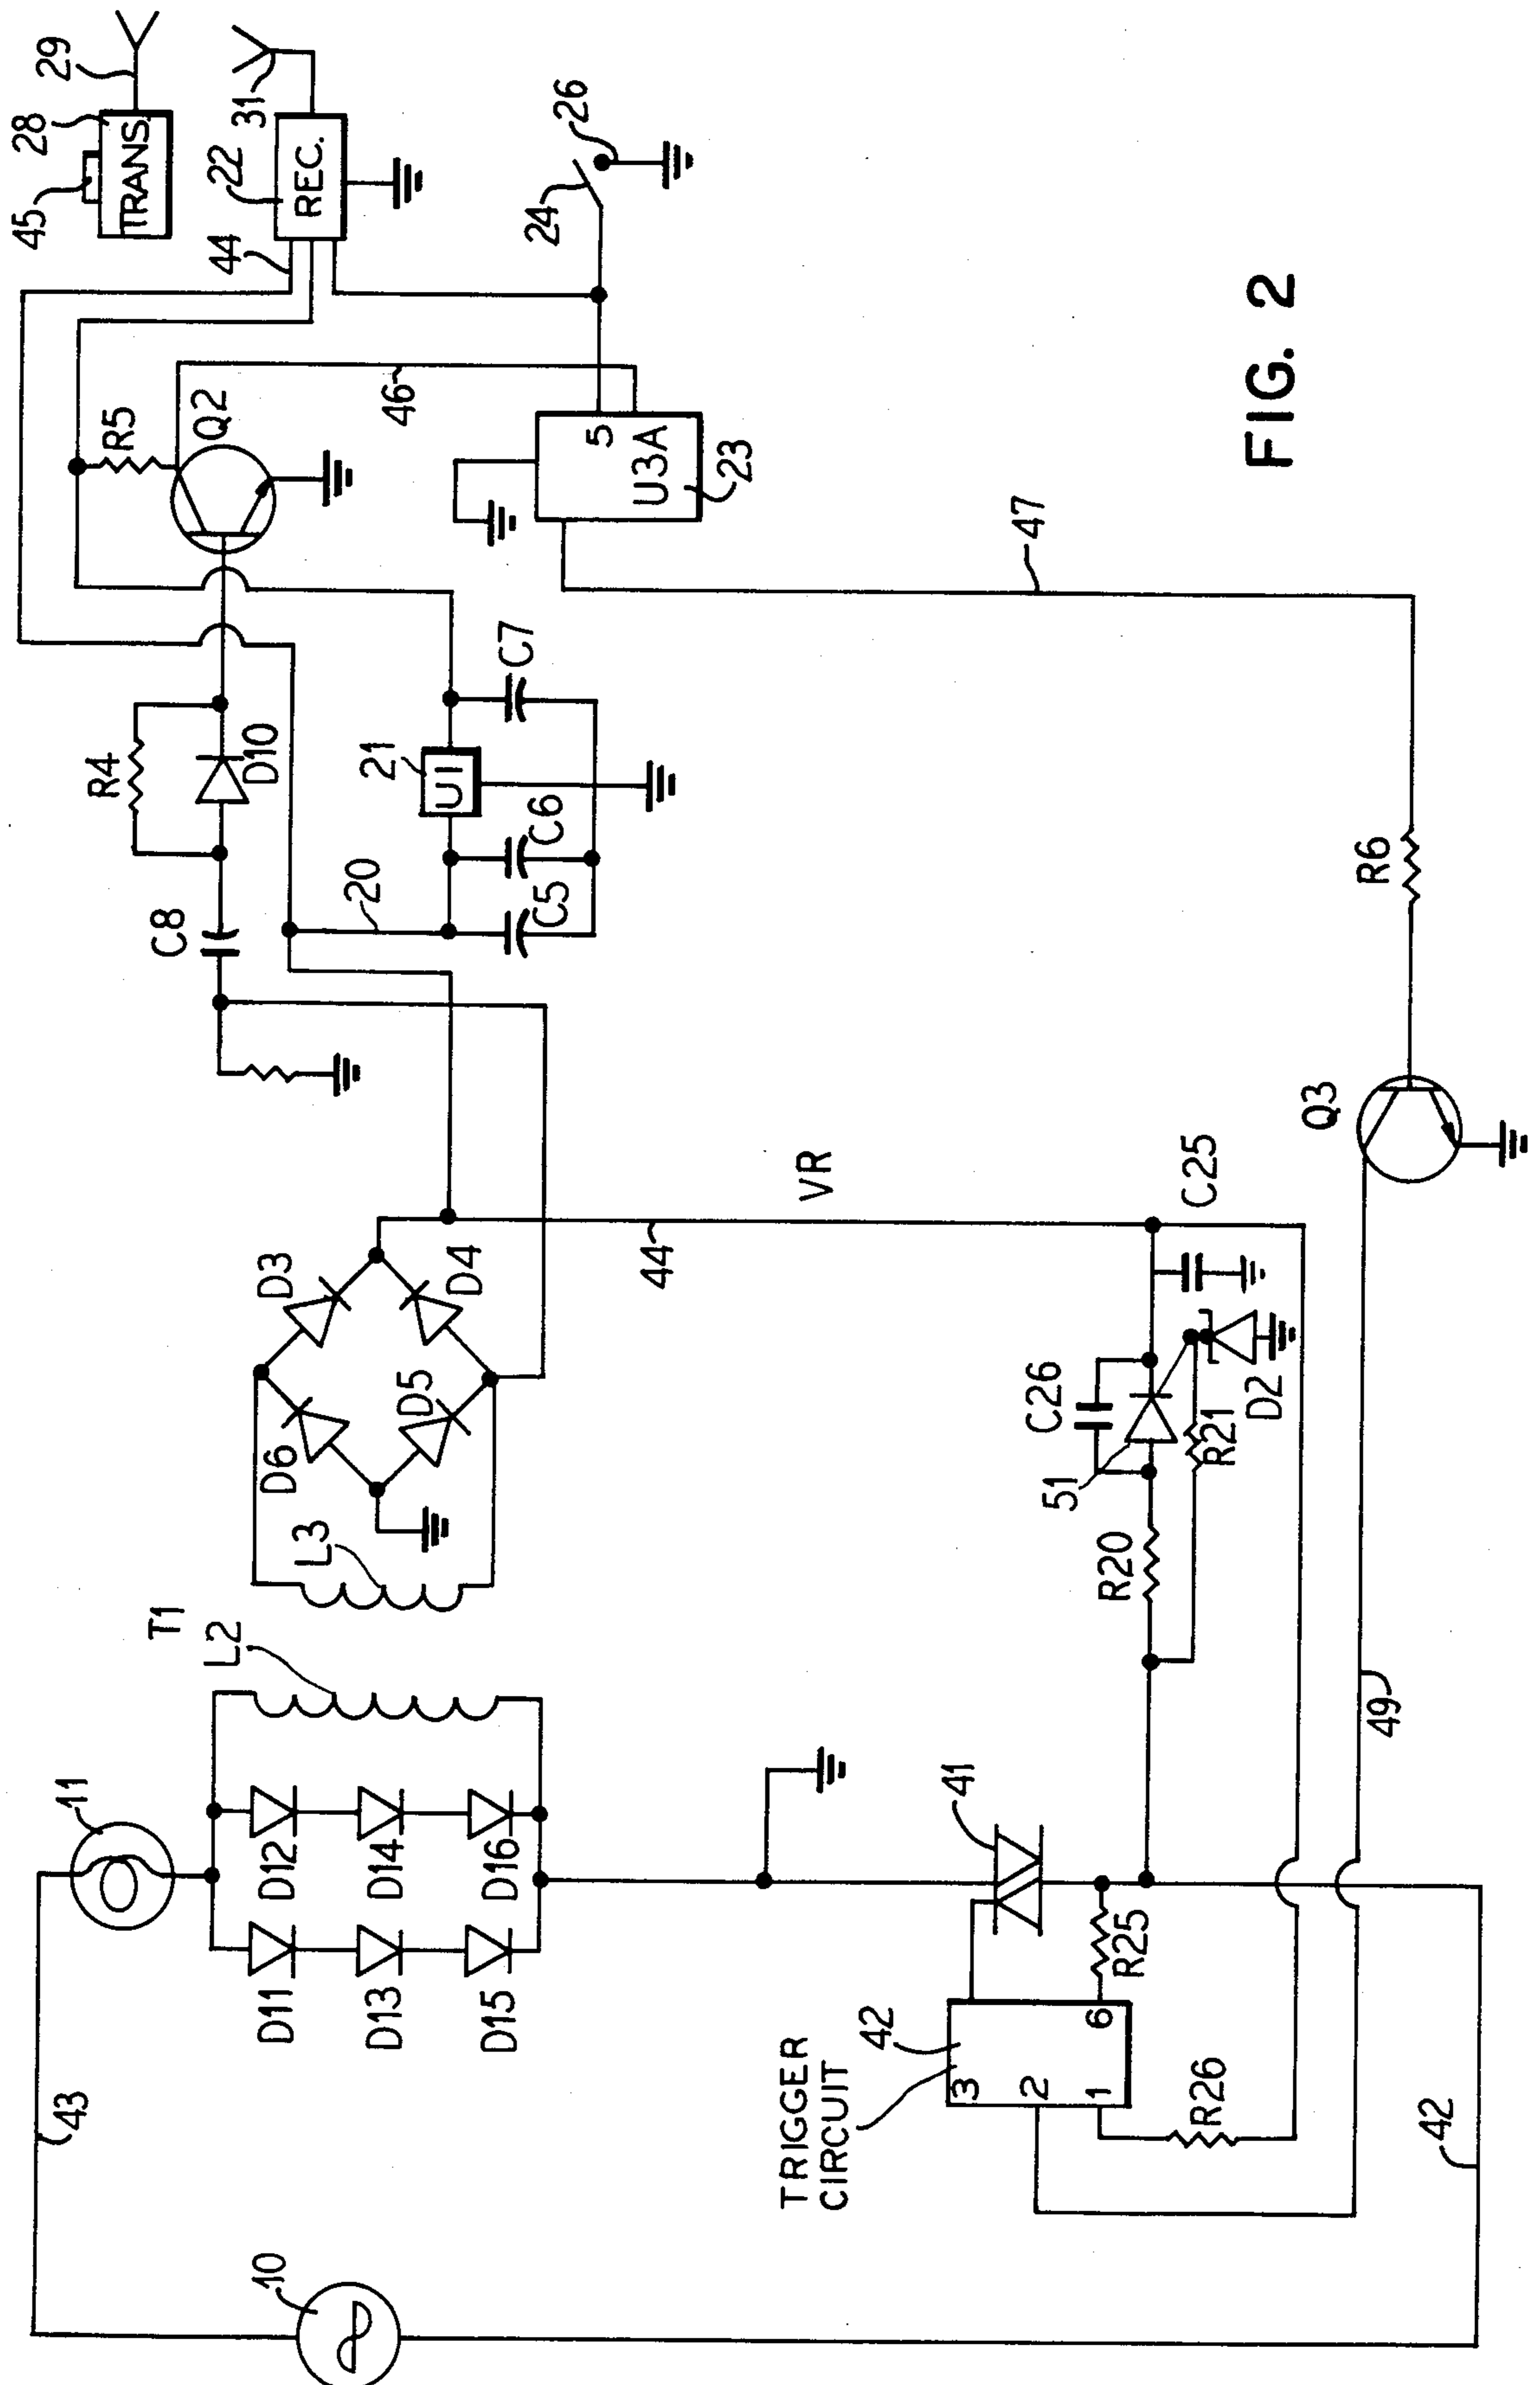 45
28
29
TRANS.
44
22
31
REC.
R5
Q2
46
24
26
5
U3A
23
47
R4
D10
C8
20
21
U1
C7
C6
C5
D3
D4
D6
D5
L3
44
VR
T1
L2
11
43
D12
D14
D16
D11
D13
D15
10
41
TRIGGER
CIRCUIT
42
3
2
1
6
R25
R26
42
R20
51
C26
R21
D2
C25
49
Q3
R6
FIG. 2